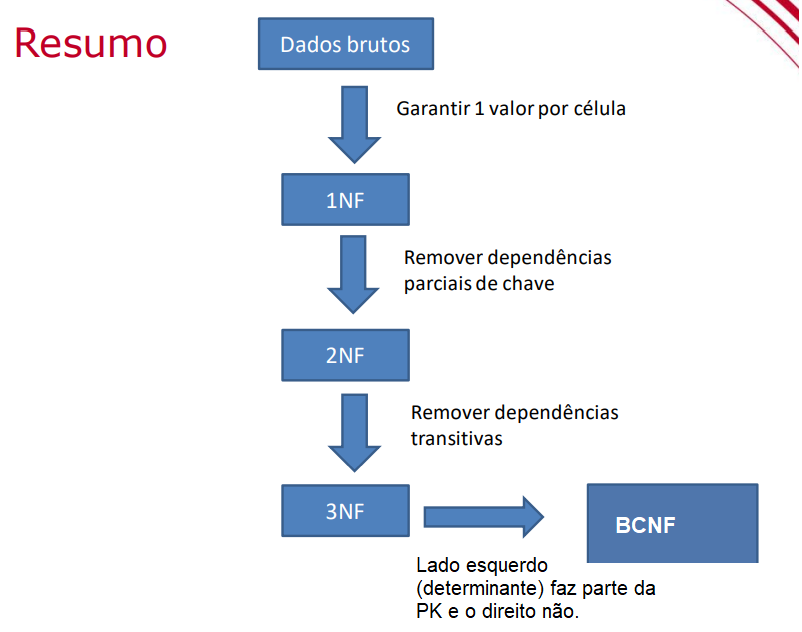 Resumo
Dados brutos
Garantir 1 valor por célula
1NF
Remover dependências
parciais de chave
2NF
Remover dependências
transitivas
3NF
BCNF
Lado esquerdo
(determinante) faz parte da
PK e o direito não.